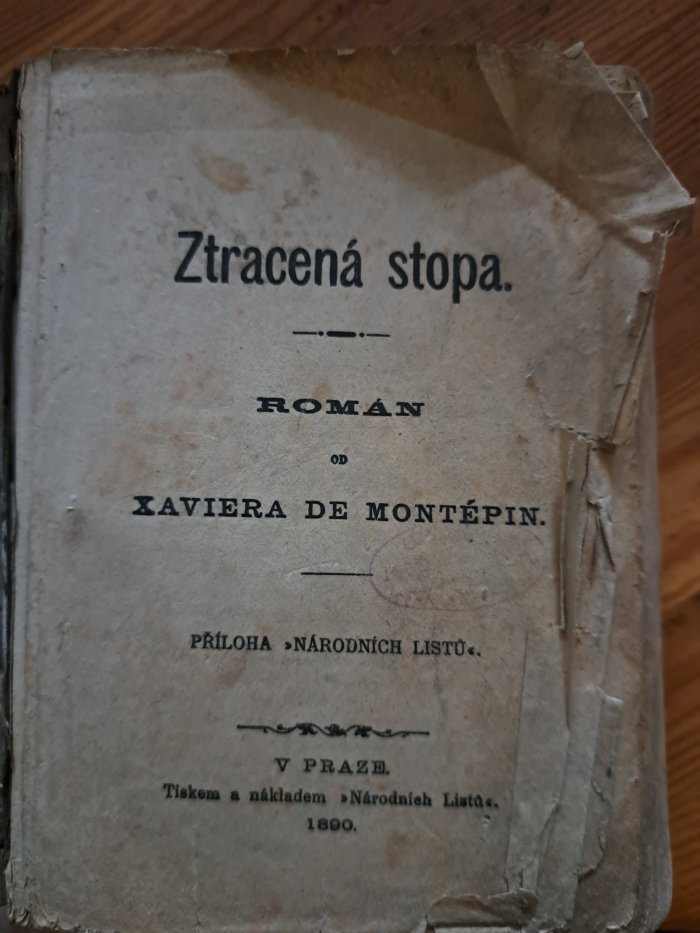 Ztracená stopa.
ROMÁN
OD
XAVIERA DE MONTÉPIN.
PŘÍLOHA »NÁRODNÍCH LISTŮ«.
V PRAZE.
Tiskem a nákladem »Národních Listů«.
1890.